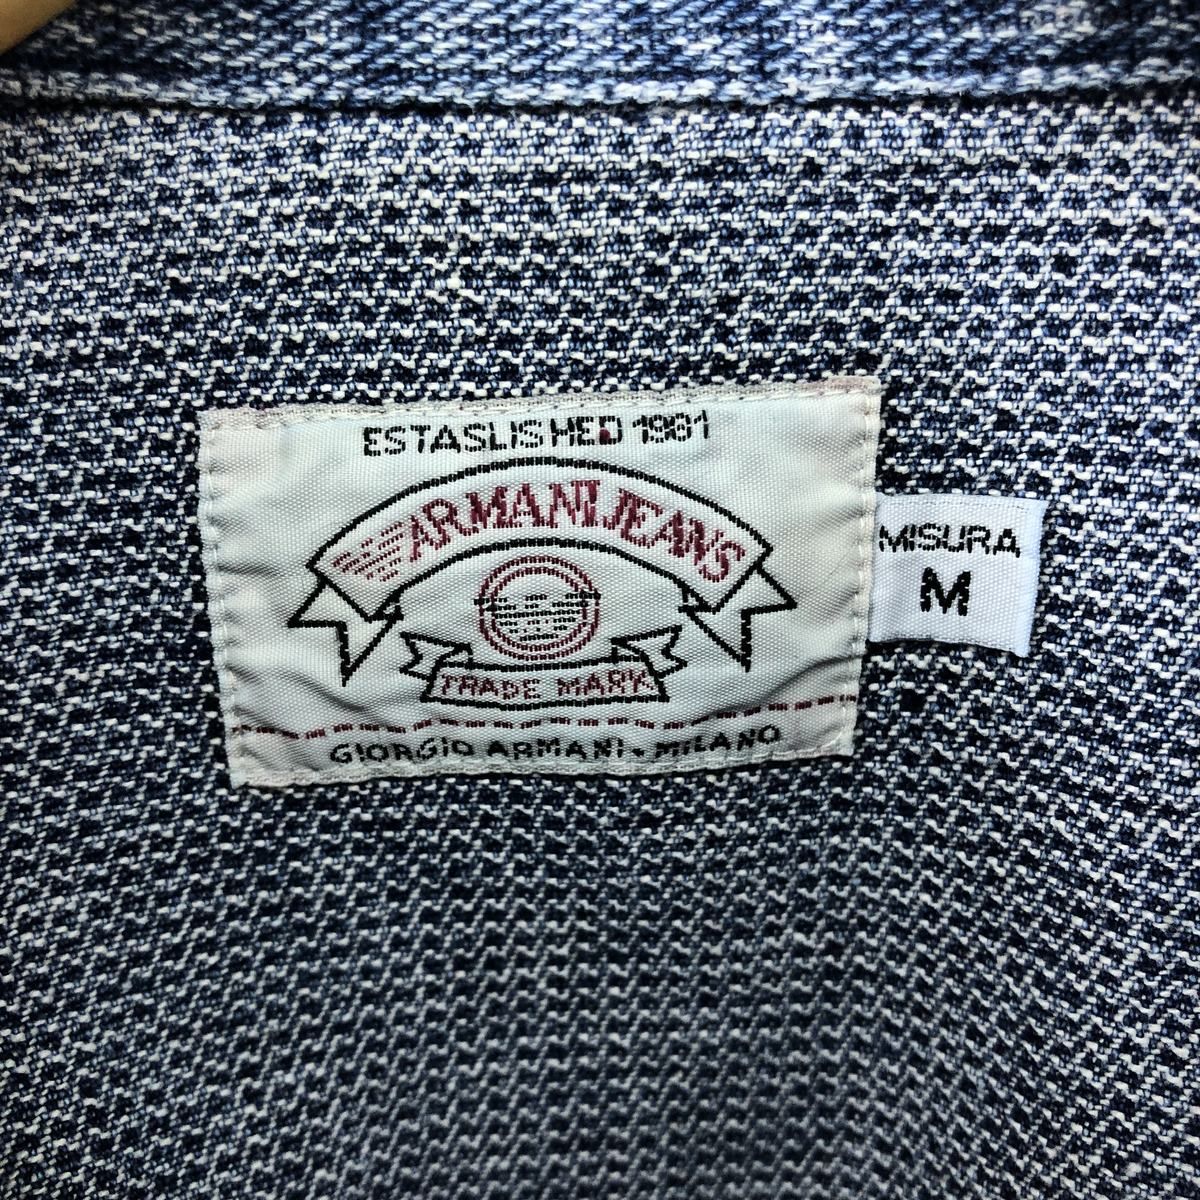 ESTASLISHED 1981
ARMANI JEANS
TRADE MARK
GIORGIO ARMANI - MILANO
MISURA
M